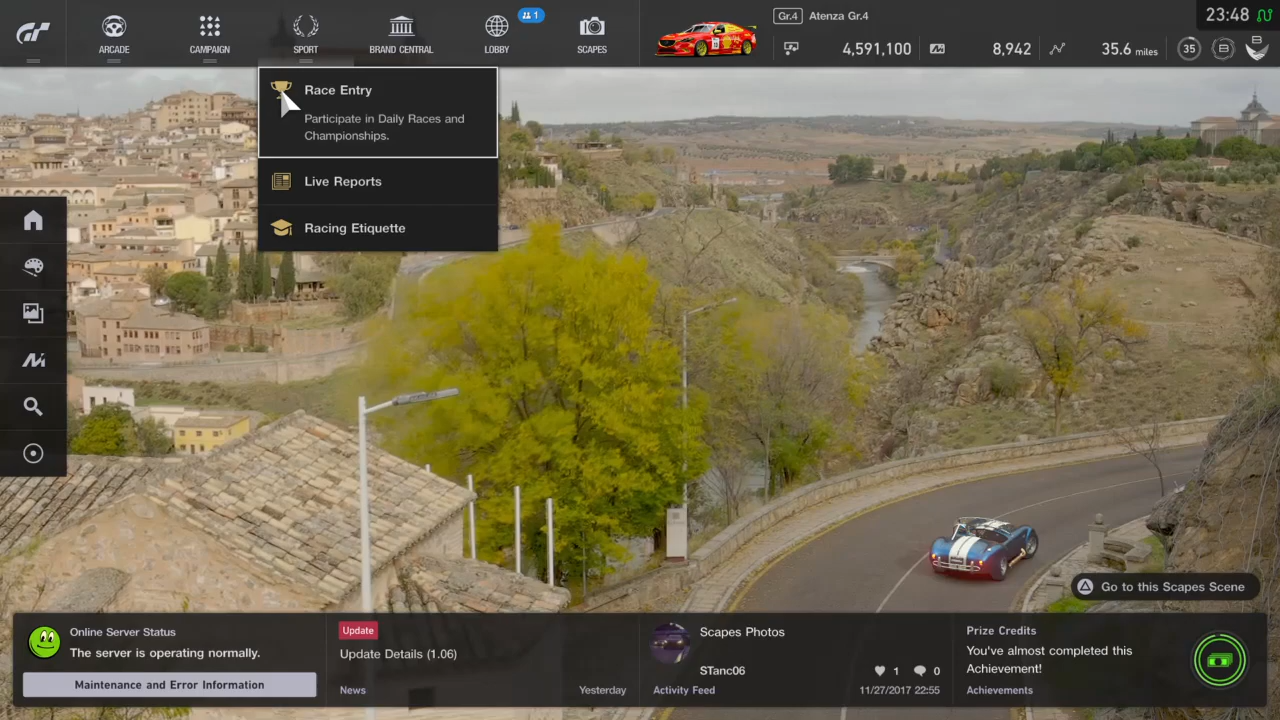 ARCADE
CAMPAIGN
SPORT
BRAND CENTRAL
LOBBY
1
SCAPES
Gr.4 Atenza Gr.4
4,591,100
8,942
35.6 miles
23:48
35
B
B
Race Entry
Participate in Daily Races and
Championships.
Live Reports
Racing Etiquette
Go to this Scapes Scene
Online Server Status
The server is operating normally.
Maintenance and Error Information
Update
Update Details (1.06)
News Yesterday
Scapes Photos
STanc06
1 0
Activity Feed 11/27/2017 22:55
Prize Credits
You've almost completed this
Achievement!
Achievements